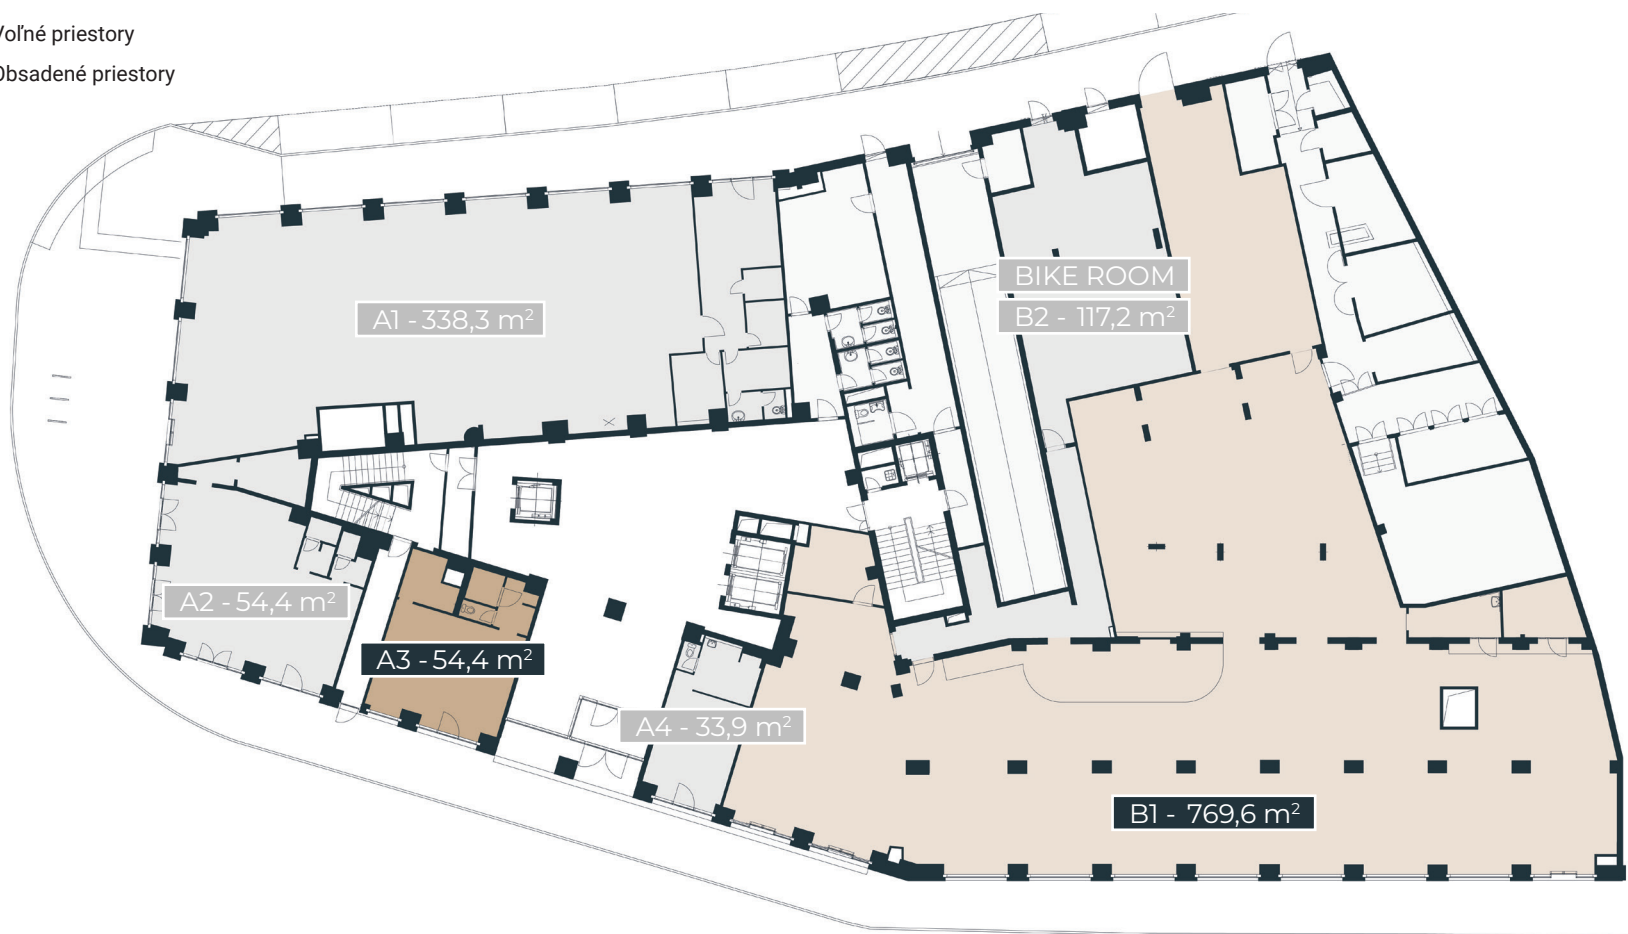 Voľné priestory
Obsadené priestory
BIKE ROOM
A1 - 338,3 m²
B2 - 117,2 m²
A2 - 54,4 m²
A3 - 54,4 m²
A4 - 33,9 m²
B1 - 769,6 m²